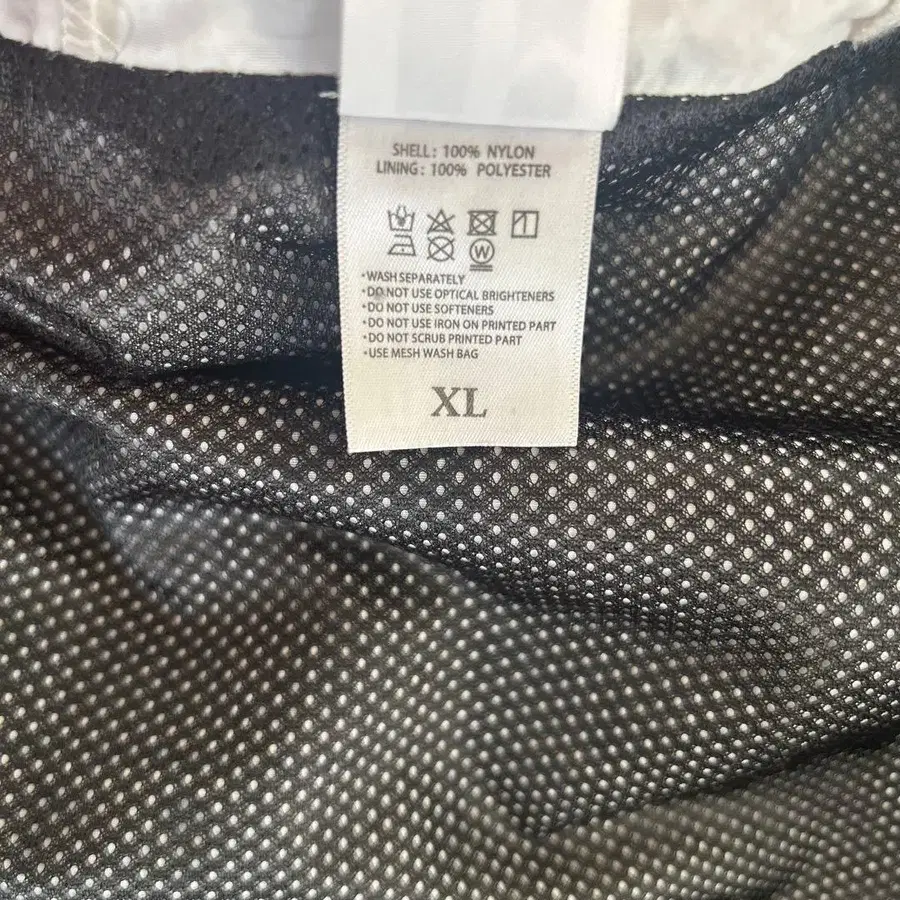 SHELL: 100% NYLON
LINING: 100% POLYESTER
W
•WASH SEPARATELY
•DO NOT USE OPTICAL BRIGHTENERS
•DO NOT USE SOFTENERS
•DO NOT USE IRON ON PRINTED PART
•DO NOT SCRUB PRINTED PART
•USE MESH WASH BAG
XL